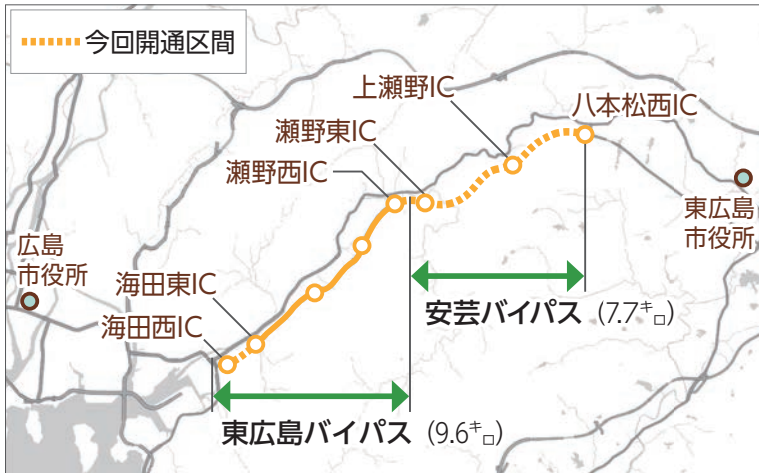 今回開通区間
上瀬野IC
八本松西IC
瀬野東IC
瀬野西IC
東広島
市役所
広島
市役所
海田東IC
海田西IC
安芸バイパス (7.7㌔)
東広島バイパス (9.6㌔)